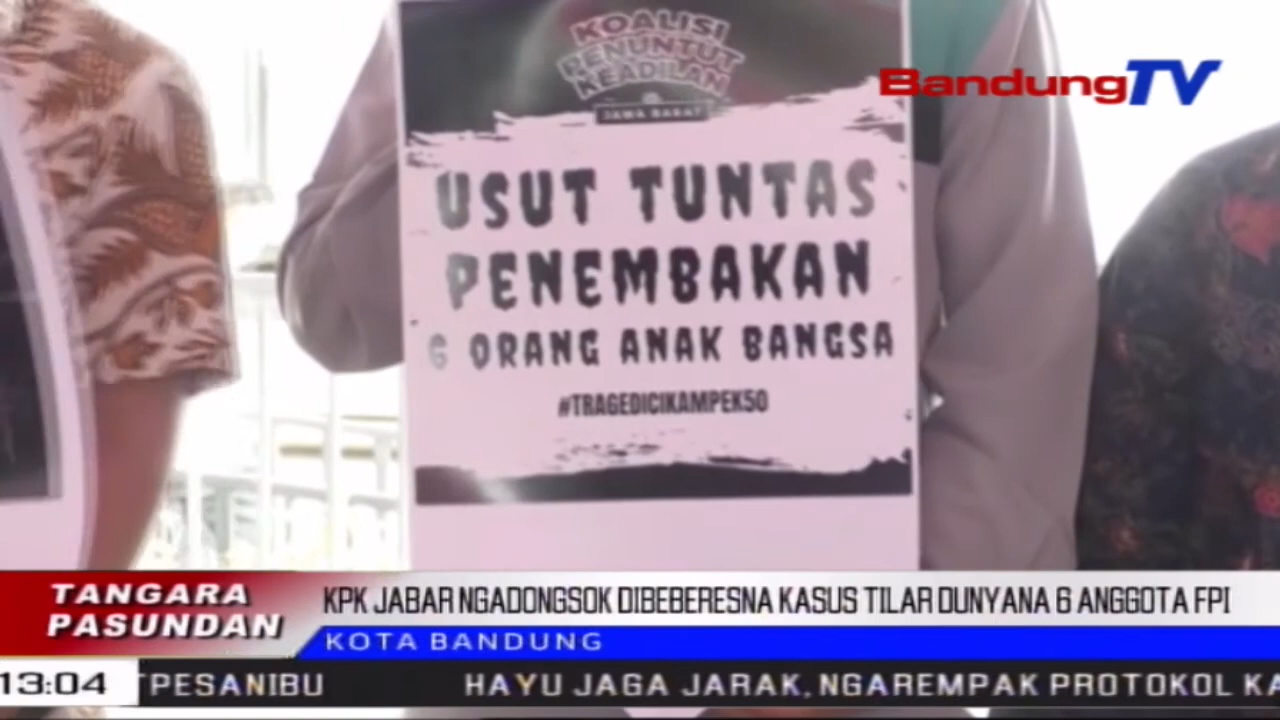 KOALISI
PENUNTUT
KEADILAN
JAWA BARAT
BandungTV
USUT TUNTAS
PENEMBAKAN
6 ORANG ANAK BANGSA
#TRAGEDICIKAMPEK50
TANGARA
PASUNDAN
KPK JABAR NGADONGSOK DIBEBERESNA KASUS TILAR DUNYANA 6 ANGGOTA FPI
KOTA BANDUNG
13:04
TPESANIBU HAYU JAGA JARAK, NGAREMPAK PROTOKOL KA